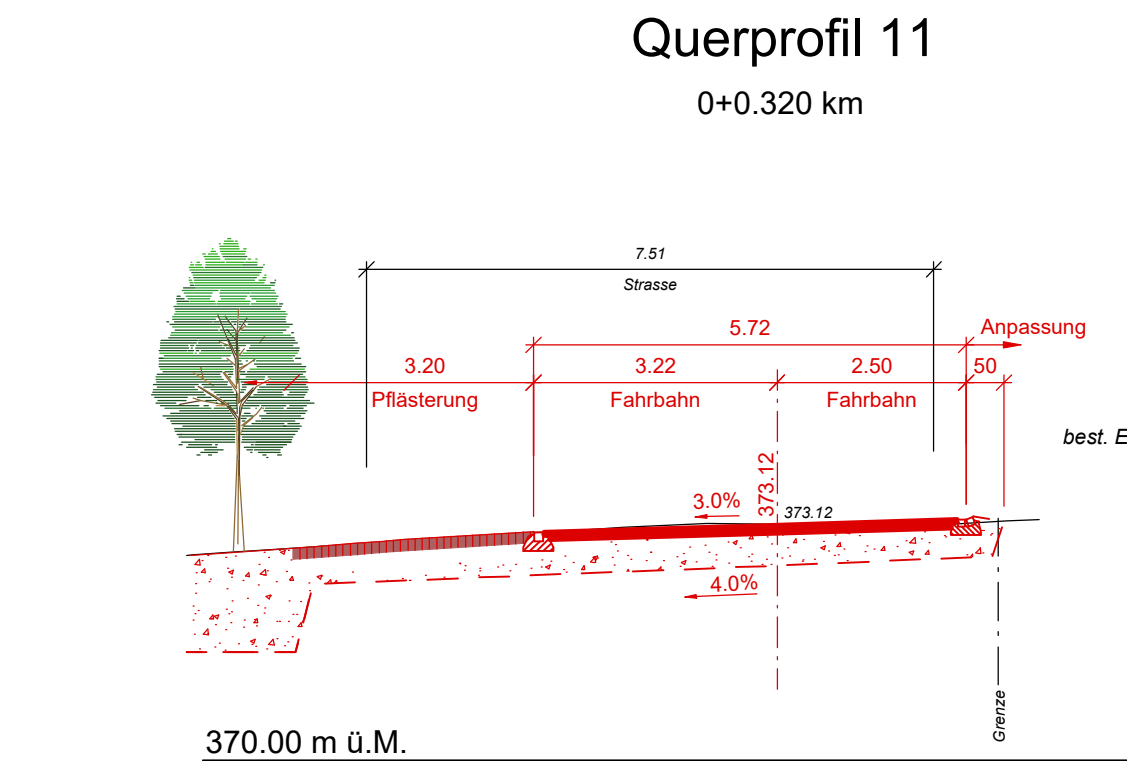 Querprofil 11
0+0.320 km
7.51
Strasse
5.72
Anpassung
3.20
3.22
2.50
50
Pflästerung
Fahrbahn
Fahrbahn
best. E
373.12
3.0%
373.12
4.0%
Grenze
370.00 m ü.M.